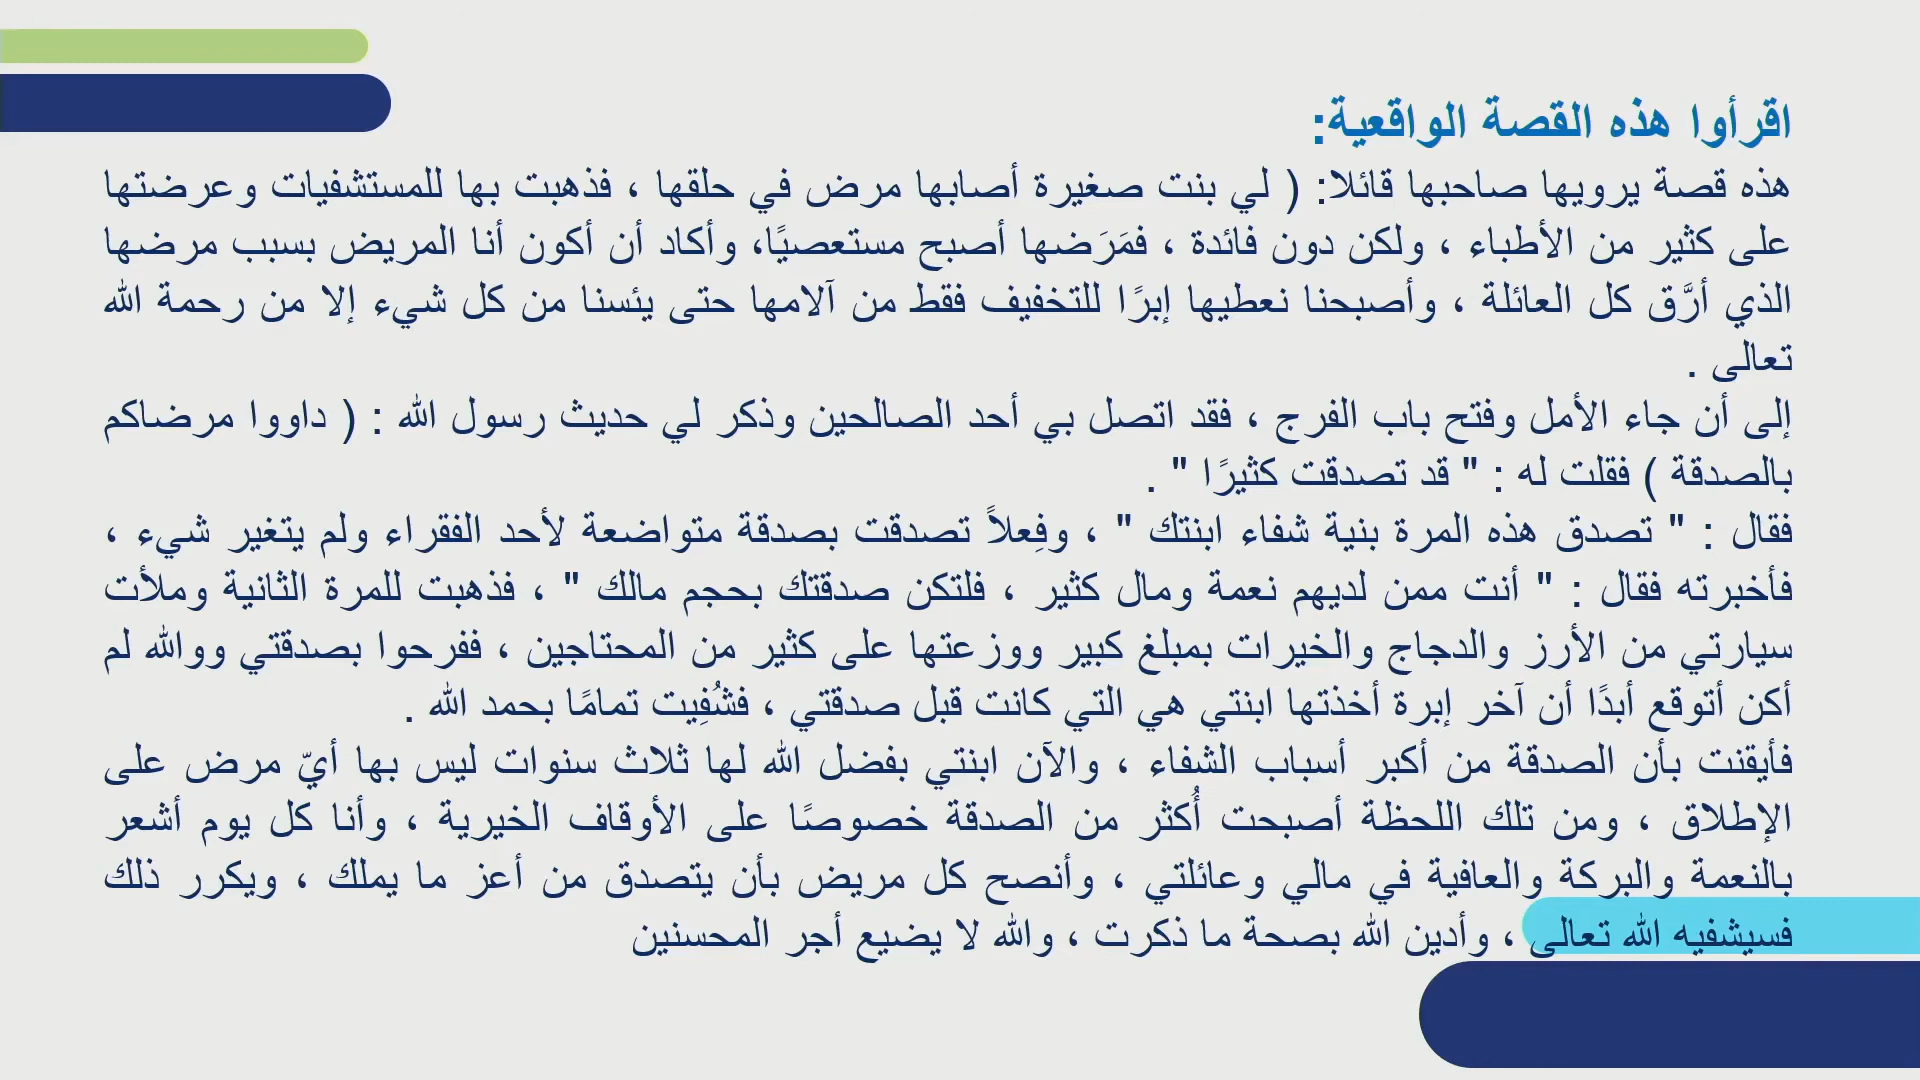 اقرأوا هذه القصة الواقعية:
هذه قصة يرويها صاحبها قائلا: ( لي بنت صغيرة أصابها مرض في حلقها ، فذهبت بها للمستشفيات وعرضتها
على كثير من الأطباء ، ولكن دون فائدة ، فمَرَضها أصبح مستعصيًا، وأكاد أن أكون أنا المريض بسبب مرضها
الذي أرَّق كل العائلة ، وأصبحنا نعطيها إبرًا للتخفيف فقط من آلامها حتى يئسنا من كل شيء إلا من رحمة الله
تعالى .
إلى أن جاء الأمل وفتح باب الفرج ، فقد اتصل بي أحد الصالحين وذكر لي حديث رسول الله : ( داووا مرضاكم
بالصدقة ) فقلت له : " قد تصدقت كثيرًا " .
فقال : " تصدق هذه المرة بنية شفاء ابنتك " ، وفِعلاً تصدقت بصدقة متواضعة لأحد الفقراء ولم يتغير شيء ،
فأخبرته فقال : " أنت ممن لديهم نعمة ومال كثير ، فلتكن صدقتك بحجم مالك " ، فذهبت للمرة الثانية وملأت
سيارتي من الأرز والدجاج والخيرات بمبلغ كبير ووزعتها على كثير من المحتاجين ، ففرحوا بصدقتي ووالله لم
أكن أتوقع أبدًا أن آخر إبرة أخذتها ابنتي هي التي كانت قبل صدقتي ، فشُفِيت تمامًا بحمد الله .
فأيقنت بأن الصدقة من أكبر أسباب الشفاء ، والآن ابنتي بفضل الله لها ثلاث سنوات ليس بها أيّ مرض على
الإطلاق ، ومن تلك اللحظة أصبحت أُكثر من الصدقة خصوصًا على الأوقاف الخيرية ، وأنا كل يوم أشعر
بالنعمة والبركة والعافية في مالي وعائلتي ، وأنصح كل مريض بأن يتصدق من أعز ما يملك ، ويكرر ذلك
فسيشفيه الله تعالى ، وأدين الله بصحة ما ذكرت ، والله لا يضيع أجر المحسنين